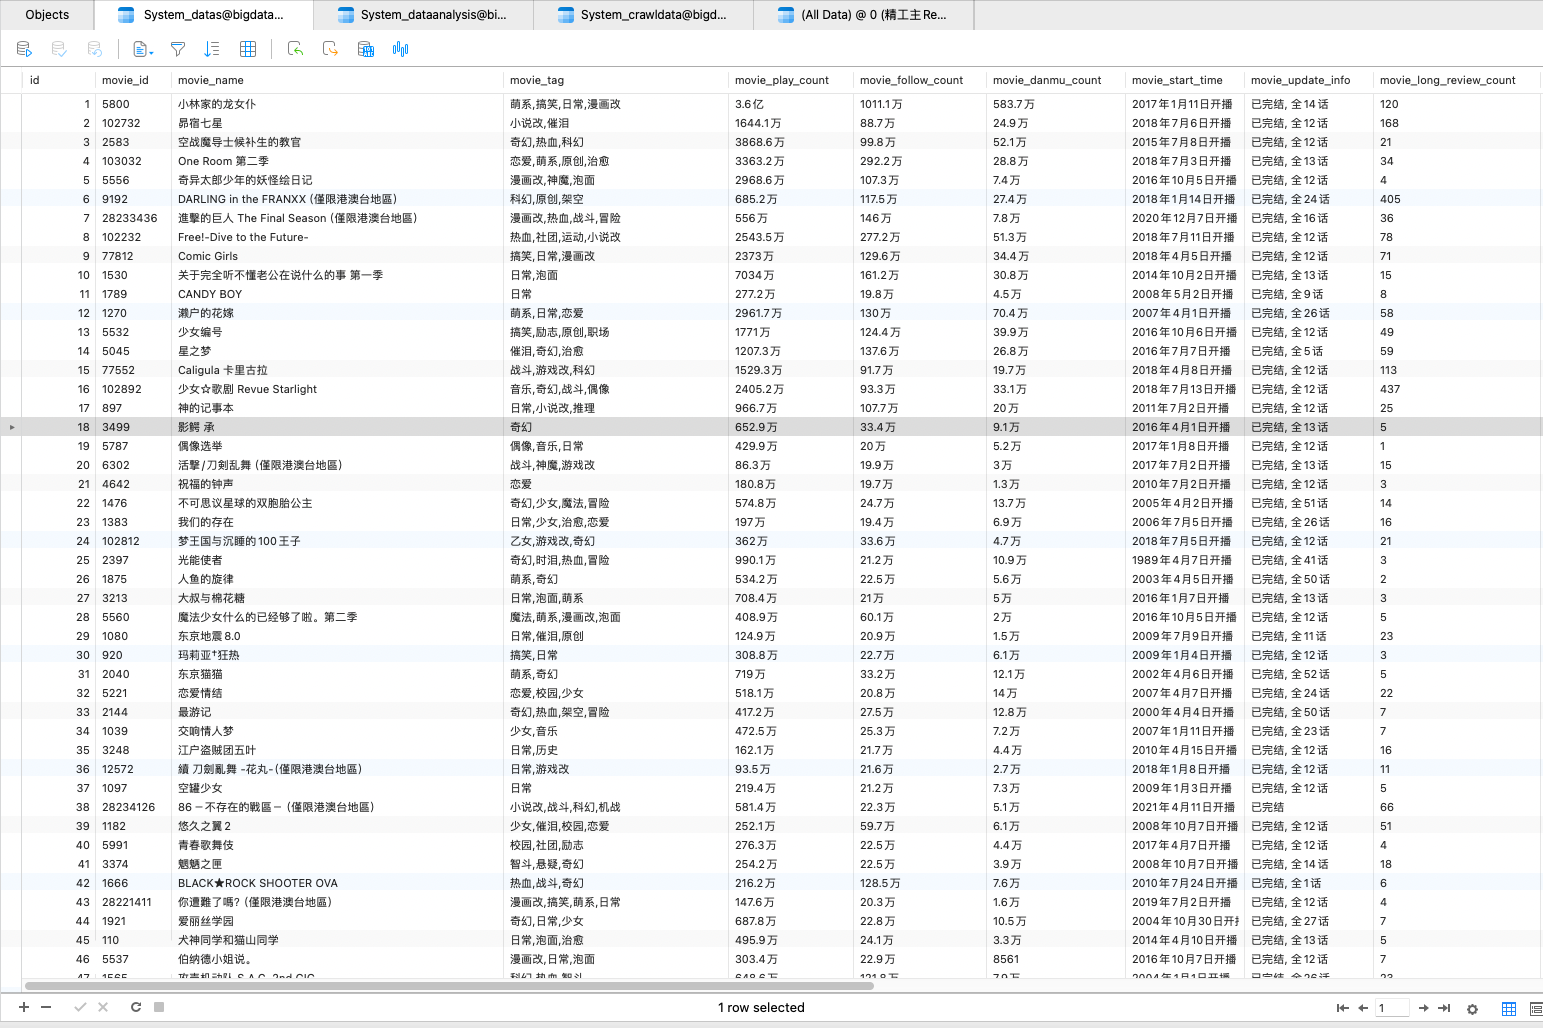 Objects System_datas@bigdata... System_dataanalysis@bi... System_crawldata@bigd... (All Data) @ 0 (精工主Re...
id movie_id movie_name movie_tag movie_play_count movie_follow_count movie_danmu_count movie_start_time movie_update_info movie_long_review_count
1 5800 小林家的龙女仆 萌系,搞笑,日常,漫画改 3.6亿 1011.1万 583.7万 2017年1月11日开播 已完结, 全14话 120
2 102732 昴宿七星 小说改,催泪 1644.1万 88.7万 24.9万 2018年7月6日开播 已完结, 全12话 168
3 2583 空战魔导士候补生的教官 奇幻,热血,科幻 3868.6万 99.8万 52.1万 2015年7月8日开播 已完结, 全12话 21
4 103032 One Room 第二季 恋爱,萌系,原创,治愈 3363.2万 292.2万 28.8万 2018年7月3日开播 已完结, 全13话 34
5 5556 奇异太郎少年的妖怪绘日记 漫画改,神魔,泡面 2968.6万 107.3万 7.4万 2016年10月5日开播 已完结, 全12话 4
6 9192 DARLING in the FRANXX (僅限港澳台地區) 科幻,原创,架空 685.2万 117.5万 27.4万 2018年1月14日开播 已完结, 全24话 405
7 28233436 進擊的巨人 The Final Season (僅限港澳台地區) 漫画改,热血,战斗,冒险 556万 146万 7.8万 2020年12月7日开播 已完结, 全16话 36
8 102232 Free!-Dive to the Future- 热血,社团,运动,小说改 2543.5万 277.2万 51.3万 2018年7月11日开播 已完结, 全12话 78
9 77812 Comic Girls 搞笑,日常,漫画改 2373万 129.6万 34.4万 2018年4月5日开播 已完结, 全12话 71
10 1530 关于完全听不懂老公在说什么的事 第一季 日常,泡面 7034万 161.2万 30.8万 2014年10月2日开播 已完结, 全13话 15
11 1789 CANDY BOY 日常 277.2万 19.8万 4.5万 2008年5月2日开播 已完结, 全9话 8
12 1270 濑户的花嫁 萌系,日常,恋爱 2961.7万 130万 70.4万 2007年4月1日开播 已完结, 全26话 58
13 5532 少女编号 搞笑,励志,原创,职场 1771万 124.4万 39.9万 2016年10月6日开播 已完结, 全12话 49
14 5045 星之梦 催泪,奇幻,治愈 1207.3万 137.6万 26.8万 2016年7月7日开播 已完结, 全5话 59
15 77552 Caligula 卡里古拉 战斗,游戏改,科幻 1529.3万 91.7万 19.7万 2018年4月8日开播 已完结, 全12话 113
16 102892 少女☆歌剧 Revue Starlight 音乐,奇幻,战斗,偶像 2405.2万 93.3万 33.1万 2018年7月13日开播 已完结, 全12话 437
17 897 神的记事本 日常,小说改,推理 966.7万 107.7万 20万 2011年7月2日开播 已完结, 全12话 25
18 3499 影鳄 承 奇幻 652.9万 33.4万 9.1万 2016年4月1日开播 已完结, 全13话 5
19 5787 偶像选举 偶像,音乐,日常 429.9万 20万 5.2万 2017年1月8日开播 已完结, 全12话 1
20 6302 活撃/刀剣乱舞 (僅限港澳台地區) 战斗,神魔,游戏改 86.3万 19.9万 3万 2017年7月2日开播 已完结, 全13话 15
21 4642 祝福的钟声 恋爱 180.8万 19.7万 1.3万 2010年7月2日开播 已完结, 全12话 3
22 1476 不可思议星球的双胞胎公主 奇幻,少女,魔法,冒险 574.8万 24.7万 13.7万 2005年4月2日开播 已完结, 全51话 14
23 1383 我们的存在 日常,少女,治愈,恋爱 197万 19.4万 6.9万 2006年7月5日开播 已完结, 全26话 16
24 102812 梦王国与沉睡的100王子 乙女,游戏改,奇幻 362万 33.6万 4.7万 2018年7月5日开播 已完结, 全12话 21
25 2397 光能使者 奇幻,时泪,热血,冒险 990.1万 21.2万 10.9万 1989年4月7日开播 已完结, 全41话 3
26 1875 人鱼的旋律 萌系,奇幻 534.2万 22.5万 5.6万 2003年4月5日开播 已完结, 全50话 2
27 3213 大叔与棉花糖 日常,泡面,萌系 708.4万 21万 5万 2016年1月7日开播 已完结, 全13话 3
28 5560 魔法少女什么的已经够了啦。第二季 魔法,萌系,漫画改,泡面 408.9万 60.1万 2万 2016年10月5日开播 已完结, 全12话 5
29 1080 东京地震8.0 日常,催泪,原创 124.9万 20.9万 1.5万 2009年7月9日开播 已完结, 全11话 23
30 920 玛莉亚†狂热 搞笑,日常 308.8万 22.7万 6.1万 2009年1月4日开播 已完结, 全12话 3
31 2040 东京猫猫 萌系,奇幻 719万 33.2万 12.1万 2002年4月6日开播 已完结, 全52话 5
32 5221 恋爱情结 恋爱,校园,少女 518.1万 20.8万 14万 2007年4月7日开播 已完结, 全24话 22
33 2144 最游记 奇幻,热血,架空,冒险 417.2万 27.5万 12.8万 2000年4月4日开播 已完结, 全50话 7
34 1039 交响情人梦 少女,音乐 472.5万 25.3万 7.2万 2007年1月11日开播 已完结, 全23话 7
35 3248 江户盗贼团五叶 日常,历史 162.1万 21.7万 4.4万 2010年4月15日开播 已完结, 全12话 16
36 12572 續 刀劍亂舞 -花丸-(僅限港澳台地區) 日常,游戏改 93.5万 21.6万 2.7万 2018年1月8日开播 已完结, 全12话 11
37 1097 空罐少女 日常 219.4万 21.2万 7.3万 2009年1月3日开播 已完结, 全12话 5
38 28234126 86－不存在的戰區－ (僅限港澳台地區) 小说改,战斗,科幻,机战 581.4万 22.3万 5.1万 2021年4月11日开播 已完结 66
39 1182 悠久之翼2 少女,催泪,校园,恋爱 252.1万 59.7万 6.1万 2008年10月7日开播 已完结, 全12话 51
40 5991 青春歌舞伎 校园,社团,励志 276.3万 22.5万 4.4万 2017年4月7日开播 已完结, 全12话 4
41 3374 魍魉之匣 智斗,悬疑,奇幻 254.2万 22.5万 3.9万 2008年10月7日开播 已完结, 全14话 18
42 1666 BLACK★ROCK SHOOTER OVA 热血,战斗,奇幻 216.2万 128.5万 7.6万 2010年7月24日开播 已完结, 全1话 6
43 28221411 你遭難了嗎? (僅限港澳台地區) 漫画改,搞笑,萌系,日常 147.6万 20.3万 1.6万 2019年7月2日开播 已完结, 全12话 4
44 1921 爱丽丝学园 奇幻,日常,少女 687.8万 22.8万 10.5万 2004年10月30日开 已完结, 全27话 7
45 110 犬神同学和猫山同学 日常,泡面,治愈 495.9万 24.1万 3.3万 2014年4月10日开播 已完结, 全13话 5
46 5537 伯纳德小姐说。 漫画改,日常,泡面 303.4万 22.9万 8561 2016年10月7日开播 已完结, 全12话 7
47 1565 攻壳机动队 S.A.C. 2nd GIG 科幻,热血,智斗 648.6万 121.8万 7.9万 2004年1月1日开播 已完结, 全26话 23
1 row selected 1